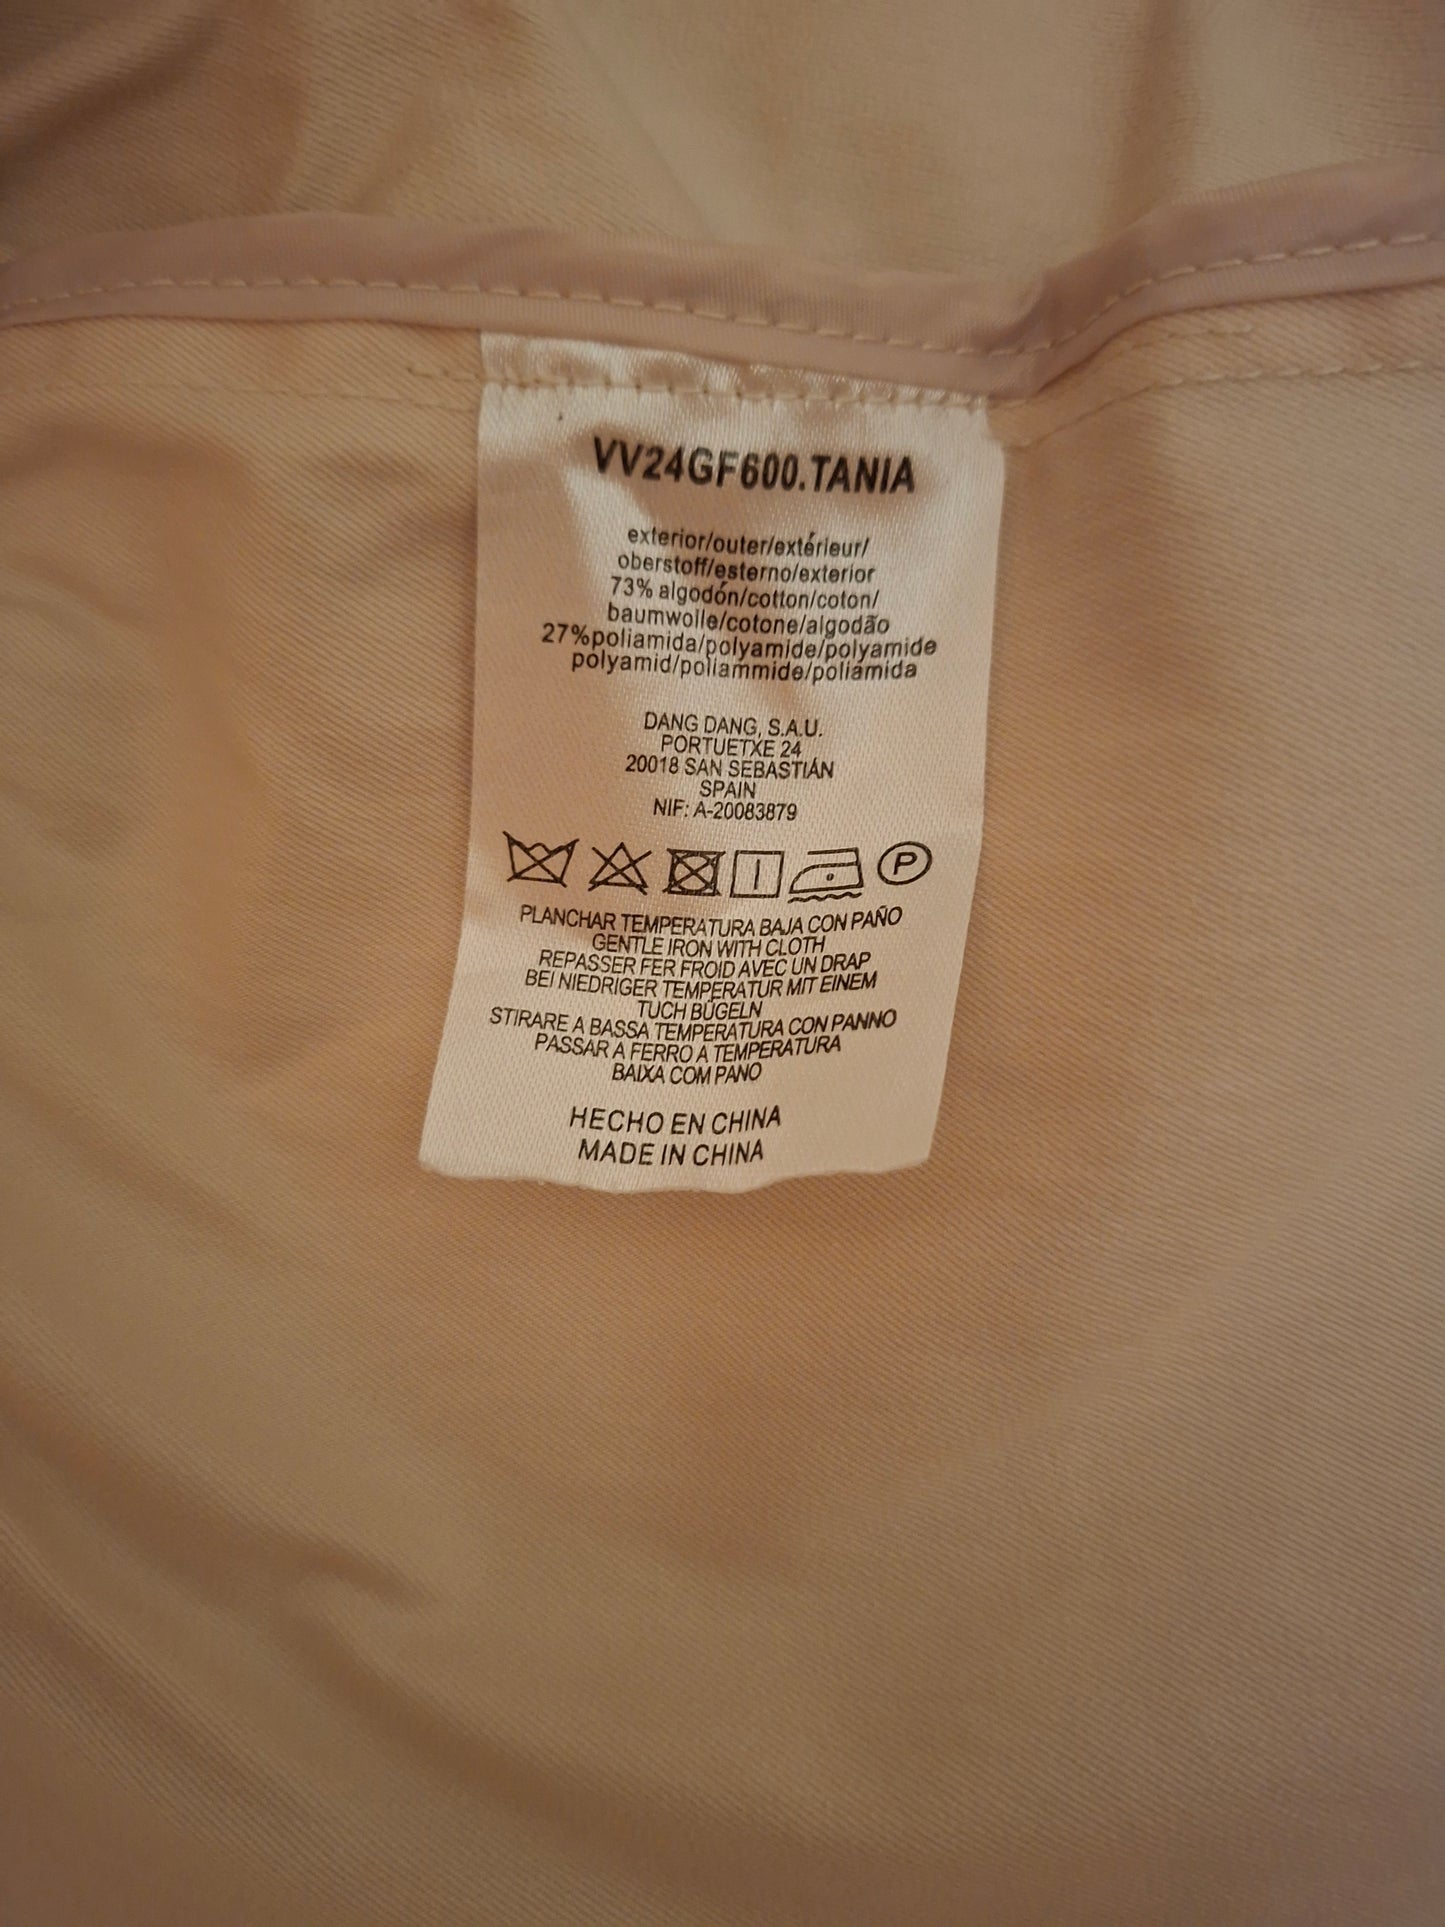 VV24GF600.TANIA
exterior/outer/extérieur/
oberstoff/esterno/exterior
73% algodón/cotton/coton/
baumwolle/cotone/algodão
27%poliamida/polyamide/polyamide
polyamid/poliammide/poliamida
DANG DANG, S.A.U.
PORTUETXE 24
20018 SAN SEBASTIÁN
SPAIN
NIF: A-20083879
P
PLANCHAR TEMPERATURA BAJA CON PAÑO
GENTLE IRON WITH CLOTH
REPASSER FER FROID AVEC UN DRAP
BEI NIEDRIGER TEMPERATUR MIT EINEM
TUCH BÜGELN
STIRARE A BASSA TEMPERATURA CON PANNO
PASSAR A FERRO A TEMPERATURA
BAIXA COM PANO
HECHO EN CHINA
MADE IN CHINA